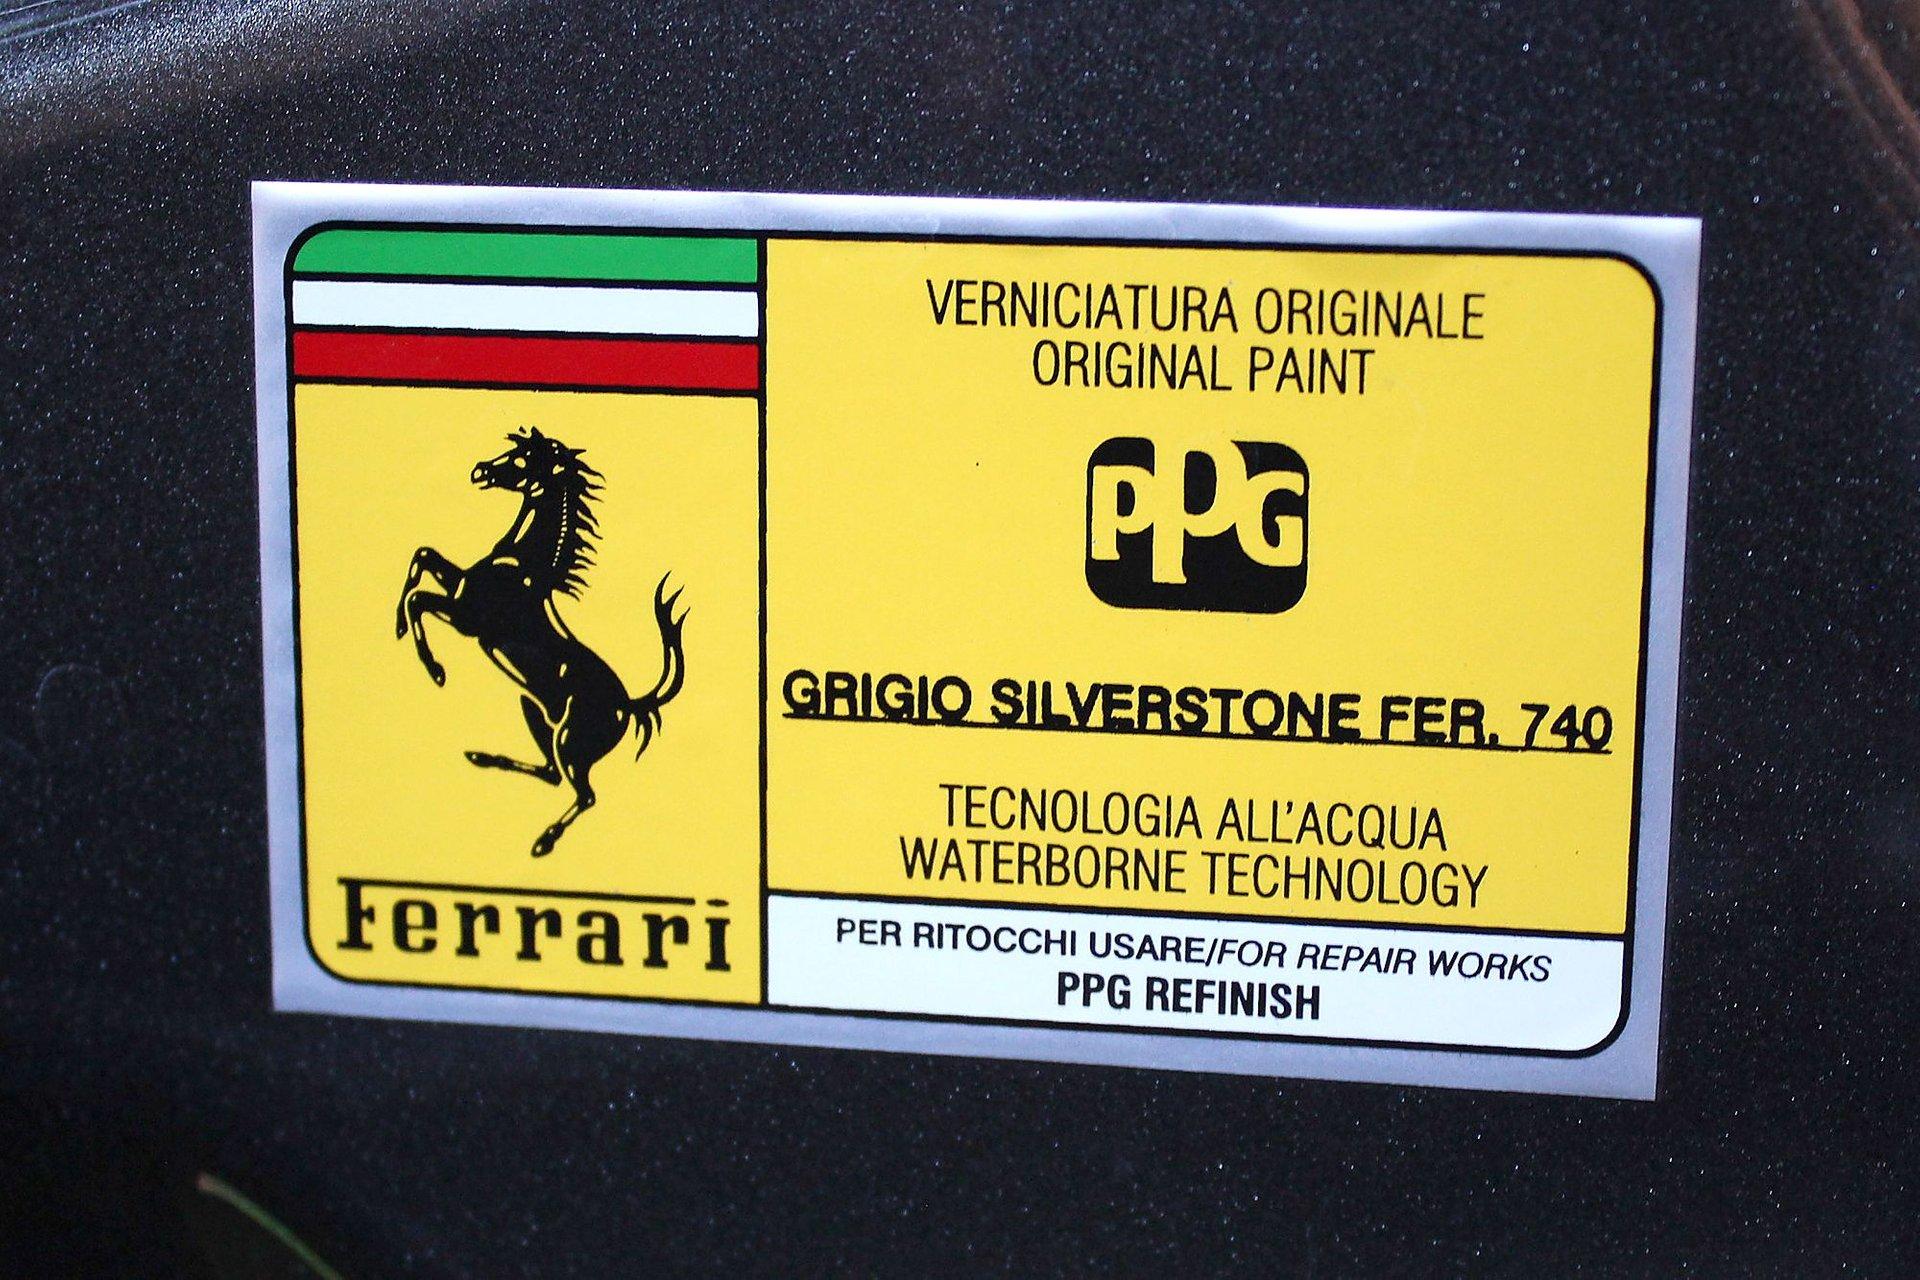 VERNICIATURA ORIGINALE
ORIGINAL PAINT
PPG
GRIGIO SILVERSTONE FER. 740
TECNOLOGIA ALL'ACQUA
WATERBORNE TECHNOLOGY
Ferrari
PER RITOCCHI USARE/FOR REPAIR WORKS
PPG REFINISH